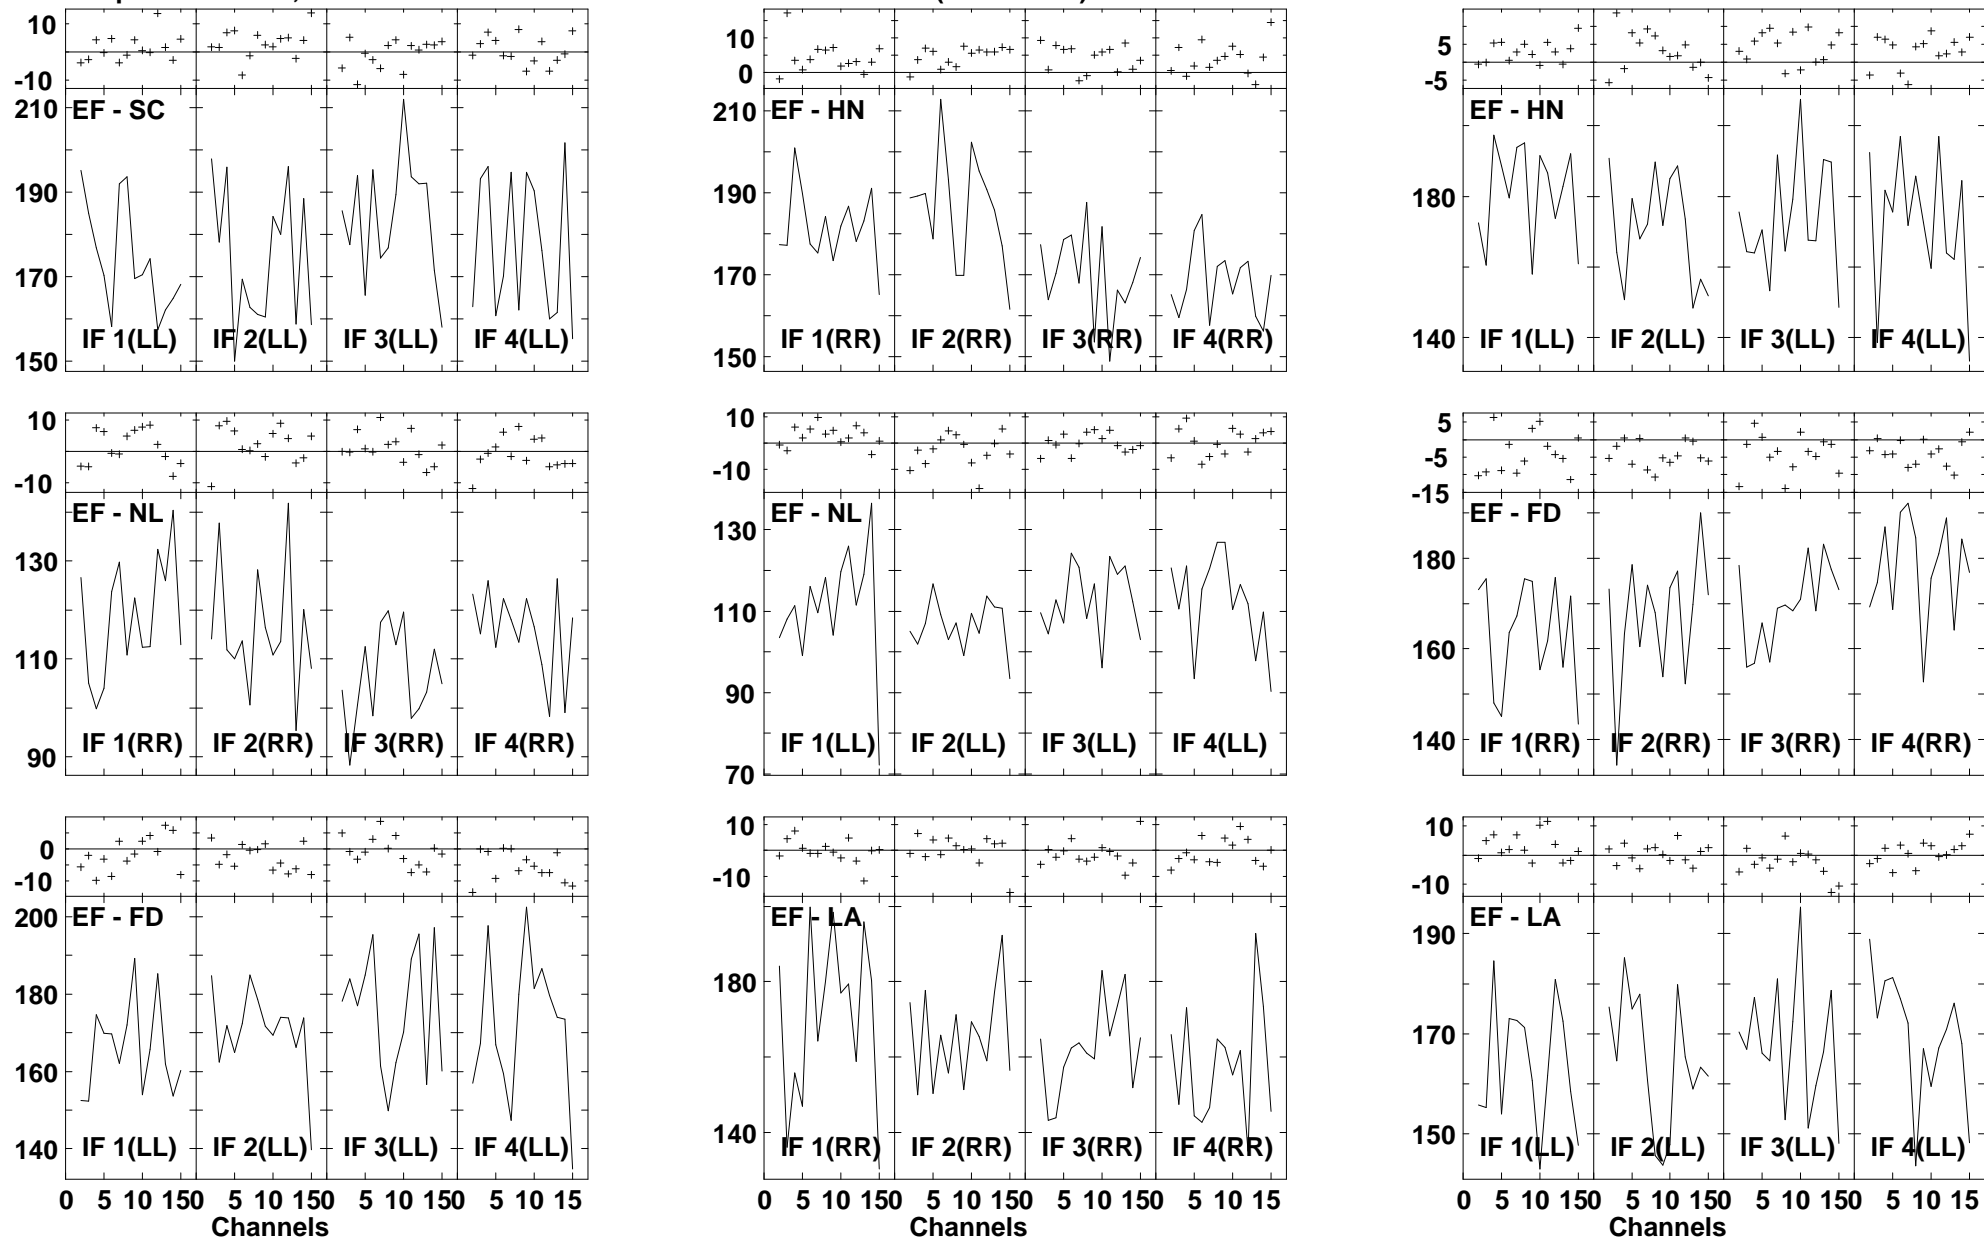 10
-10
210
EF - SC
190
170
150
IF 1(LL) IF 2(LL) IF 3(LL) IF 4(LL)
10
0
210
EF - HN
190
170
150
IF 1(RR) IF 2(RR) IF 3(RR) IF 4(RR)
5
-5
EF - HN
180
140
IF 1(LL) IF 2(LL) IF 3(LL) IF 4(LL)
10
-10
EF - NL
130
110
90
IF 1(RR) IF 2(RR) IF 3(RR) IF 4(RR)
10
-10
EF - NL
130
110
90
70
IF 1(LL) IF 2(LL) IF 3(LL) IF 4(LL)
5
-5
-15
EF - FD
180
160
140
IF 1(RR) IF 2(RR) IF 3(RR) IF 4(RR)
0
-10
200
EF - FD
180
160
140
IF 1(LL) IF 2(LL) IF 3(LL) IF 4(LL)
0 5 10 150 5 10 150 5 10 150 5 10 15
Channels
10
-10
EF - LA
180
140
IF 1(RR) IF 2(RR) IF 3(RR) IF 4(RR)
0 5 10 150 5 10 150 5 10 150 5 10 15
Channels
10
-10
EF - LA
190
170
150
IF 1(LL) IF 2(LL) IF 3(LL) IF 4(LL)
0 5 10 150 5 10 150 5 10 150 5 10 15
Channels